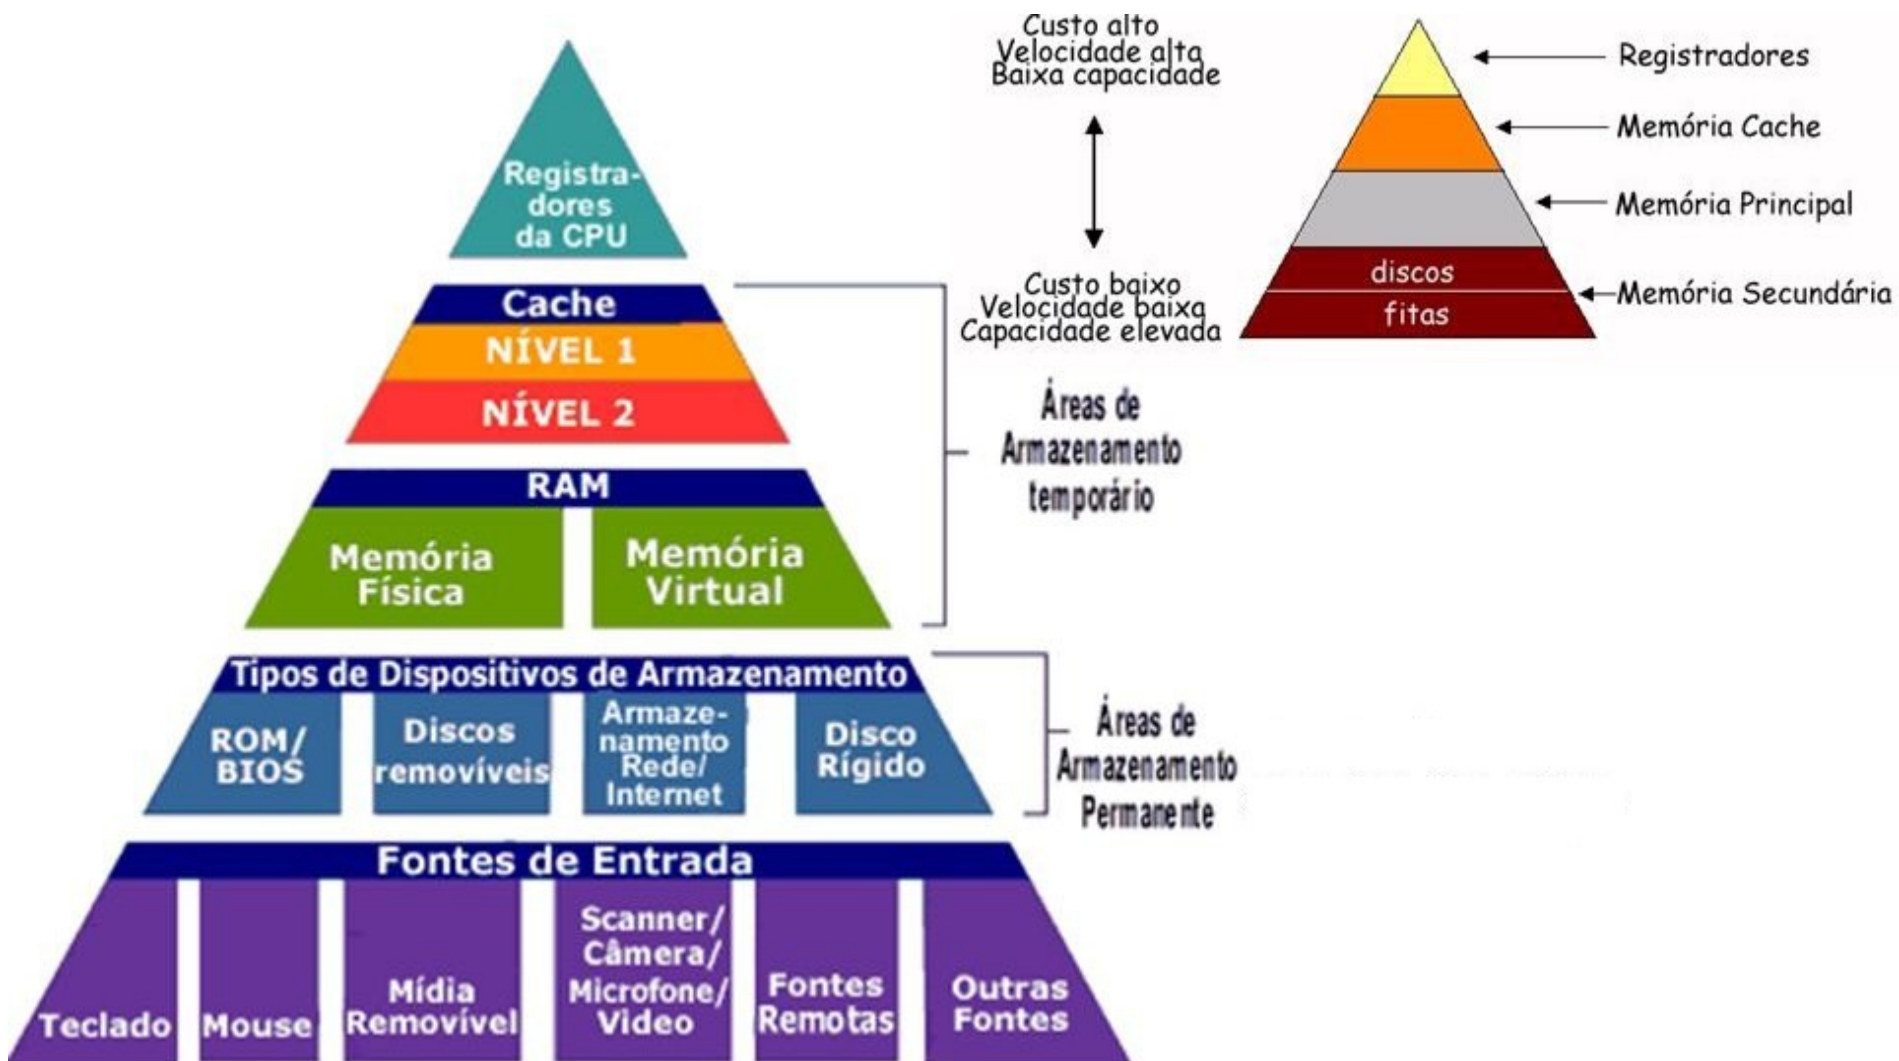 Registra-
dores
da CPU
Cache
NÍVEL 1
NÍVEL 2
RAM
Memória
Física
Memória
Virtual
Áreas de
Armazenamento
temporário
Tipos de Dispositivos de Armazenamento
ROM/
BIOS
Discos
removíveis
Armaze-
namento
Rede/
Internet
Disco
Rígido
Áreas de
Armazenamento
Permanente
Fontes de Entrada
Teclado
Mouse
Mídia
Removível
Scanner/
Câmera/
Microfone/
Video
Fontes
Remotas
Outras
Fontes
Custo alto
Velocidade alta
Baixa capacidade
Custo baixo
Velocidade baixa
Capacidade elevada
Registradores
Memória Cache
Memória Principal
discos
fitas
Memória Secundária